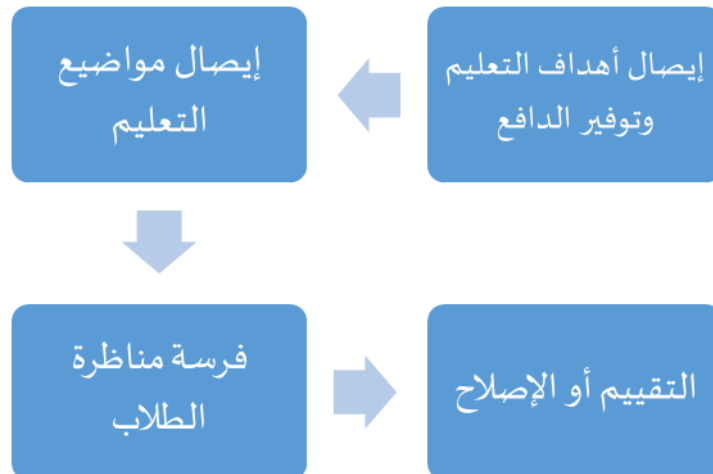 إيصال أهداف التعليم
وتوفير الدافع
إيصال مواضيع
التعليم
فرسة مناظرة
الطلاب
التقييم أو الإصلاح